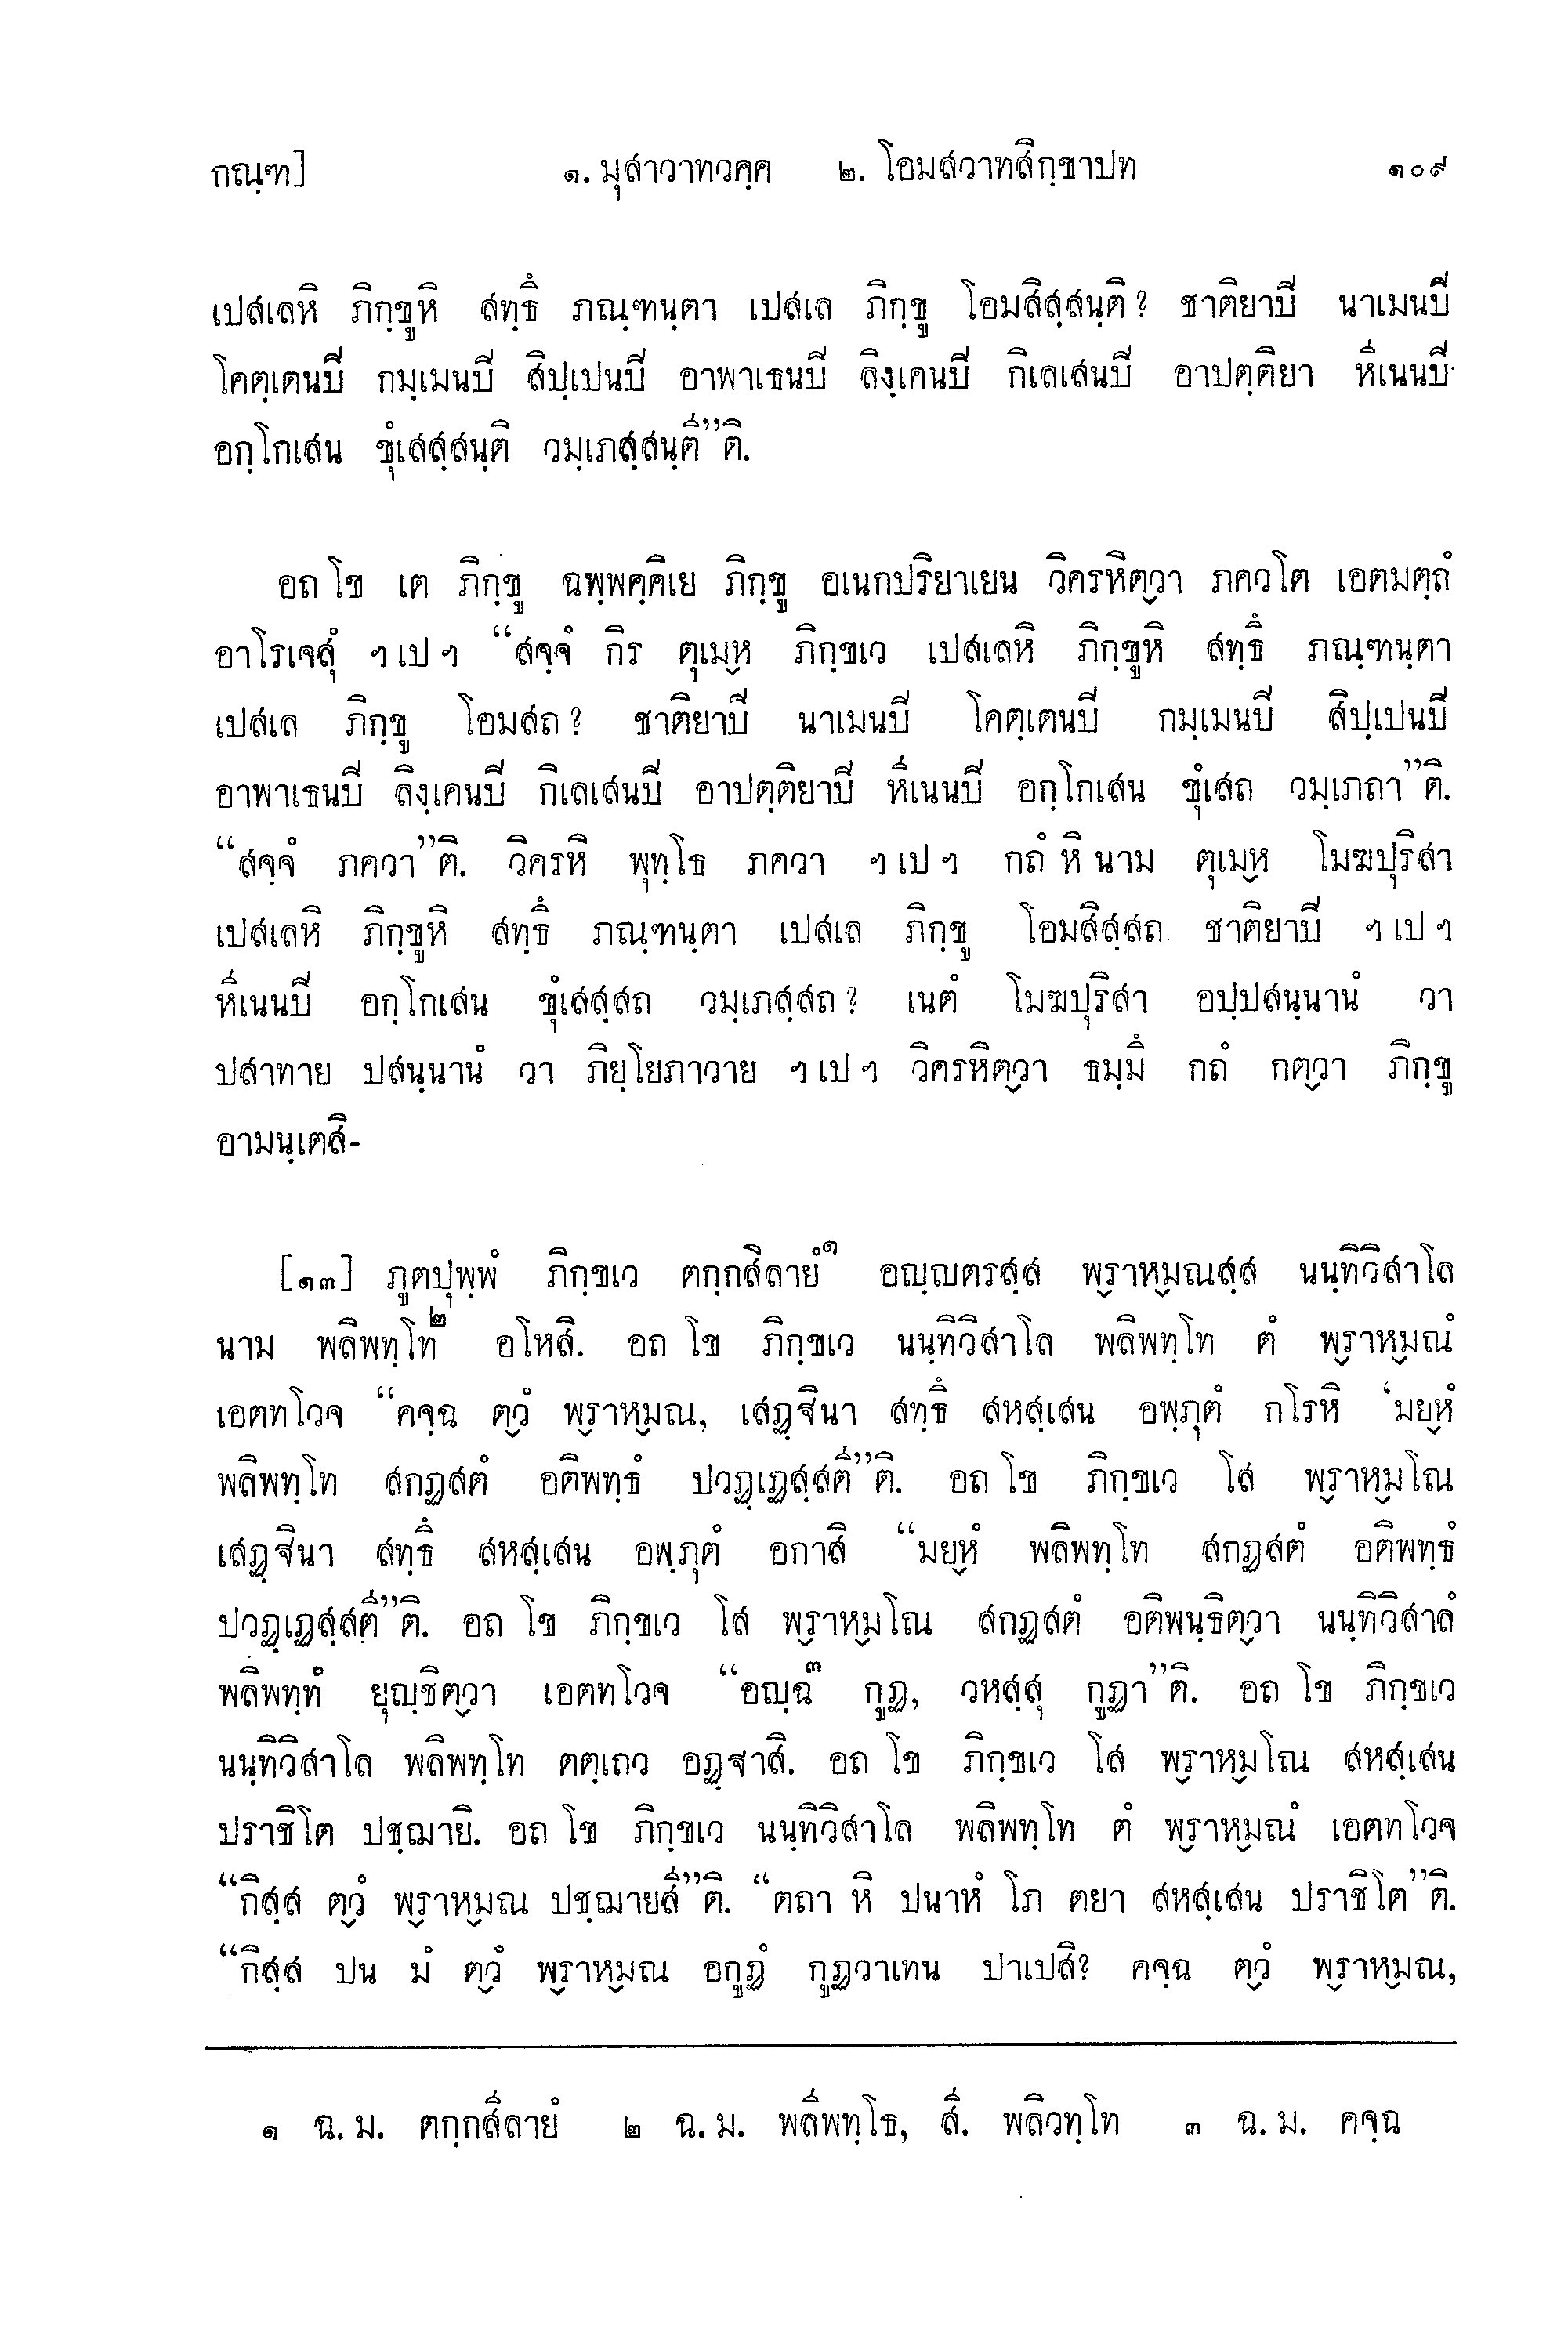 กณฺฑ] ๑. มุสาวาทวคฺค ๒. โอมสวาทสิกฺขาปท ๑๐๙
เปสเลหิ ภิกฺขูหิ สทฺธึ ภณฺฑนฺตา เปสเล ภิกฺขู โอมสิสฺสนฺติ? ชาติยาปิ นาเมนปิ
โคตฺเตนปิ กมฺเมนปิ สิปฺเปนปิ อาพาเธนปิ ลิงฺเคนปิ กิเลเสนปิ อาปตฺติยา หีเนนปิ
อกฺโกเสน ขุํเสสฺสนฺติ วมฺเภสฺสนฺตี”ติ.
อถ โข เต ภิกฺขู ฉพฺพคฺคิเย ภิกฺขู อเนกปริยาเยน วิครหิตฺวา ภควโต เอตมตฺถํ
อาโรเจสุํ ฯ เป ฯ “สจฺจํ กิร ตุเมฺห ภิกฺขเว เปสเลหิ ภิกฺขูหิ สทฺธึ ภณฺฑนฺตา
เปสเล ภิกฺขู โอมสถ? ชาติยาปิ นาเมนปิ โคตฺเตนปิ กมฺเมนปิ สิปฺเปนปิ
อาพาเธนปิ ลิงฺเคนปิ กิเลเสนปิ อาปตฺติยาปิ หีเนนปิ อกฺโกเสน ขุํเสถ วมฺเภถา”ติ.
“สจฺจํ ภควา”ติ. วิครหิ พุทฺโธ ภควา ฯ เป ฯ กถํ หิ นาม ตุเมฺห โมฆปุริสา
เปสเลหิ ภิกฺขูหิ สทฺธึ ภณฺฑนฺตา เปสเล ภิกฺขู โอมสิสฺสถ ชาติยาปิ ฯ เป ฯ
หีเนนปิ อกฺโกเสน ขุํเสสฺสถ วมฺเภสฺสถ? เนตํ โมฆปุริสา อปฺปสนฺนานํ วา
ปสาทาย ปสนฺนานํ วา ภิยฺโยภาวาย ฯ เป ฯ วิครหิตฺวา ธมฺมึ กถํ กตฺวา ภิกฺขู
อามนฺเตสิ-
[๑๓] ภูตปุพฺพํ ภิกฺขเว ตกฺกสิลายํ๑ อญฺญตรสฺส พฺราหฺมณสฺส นนฺทิวิสาโล
นาม พลิพทฺโท๒ อโหสิ. อถ โข ภิกฺขเว นนฺทิวิสาโล พลิพทฺโท ตํ พฺราหฺมณํ
เอตทโวจ “คจฺฉ ตฺวํ พฺราหฺมณ, เสฏฺฐินา สทฺธึ สหสฺเสน อพฺภุตํ กโรหิ ‘มยฺหํ
พลิพทฺโท สกฏสตํ อติพทฺธํ ปวฏฺเฏสฺสตี”ติ. อถ โข ภิกฺขเว โส พฺราหฺมโณ
เสฏฺฐินา สทฺธึ สหสฺเสน อพฺภุตํ อกาสิ “มยฺหํ พลิพทฺโท สกฏสตํ อติพทฺธํ
ปวฏฺเฏสฺสตี”ติ. อถ โข ภิกฺขเว โส พฺราหฺมโณ สกฏสตํ อติพนฺธิตฺวา นนฺทิวิสาลํ
พลิพทฺทํ ยุญฺชิตฺวา เอตทโวจ “อญฺฉ๓ กูฏ, วหสฺสุ กูฏา”ติ. อถ โข ภิกฺขเว
นนฺทิวิสาโล พลิพทฺโท ตตฺเถว อฏฺฐาสิ. อถ โข ภิกฺขเว โส พฺราหฺมโณ สหสฺเสน
ปราชิโต ปชฺฌายิ. อถ โข ภิกฺขเว นนฺทิวิสาโล พลิพทฺโท ตํ พฺราหฺมณํ เอตทโวจ
“กิสฺส ตฺวํ พฺราหฺมณ ปชฺฌายสี”ติ. “ตถา หิ ปนาหํ โภ ตยา สหสฺเสน ปราชิโต”ติ.
“กิสฺส ปน มํ ตฺวํ พฺราหฺมณ อกูฏํ กูฏวาเทน ปาเปสิ? คจฺฉ ตฺวํ พฺราหฺมณ,
๑ ฉ. ม. ตกฺกสีลายํ ๒ ฉ. ม. พลีพทฺโธ, สี. พลิวทฺโท ๓ ฉ. ม. คจฺฉ